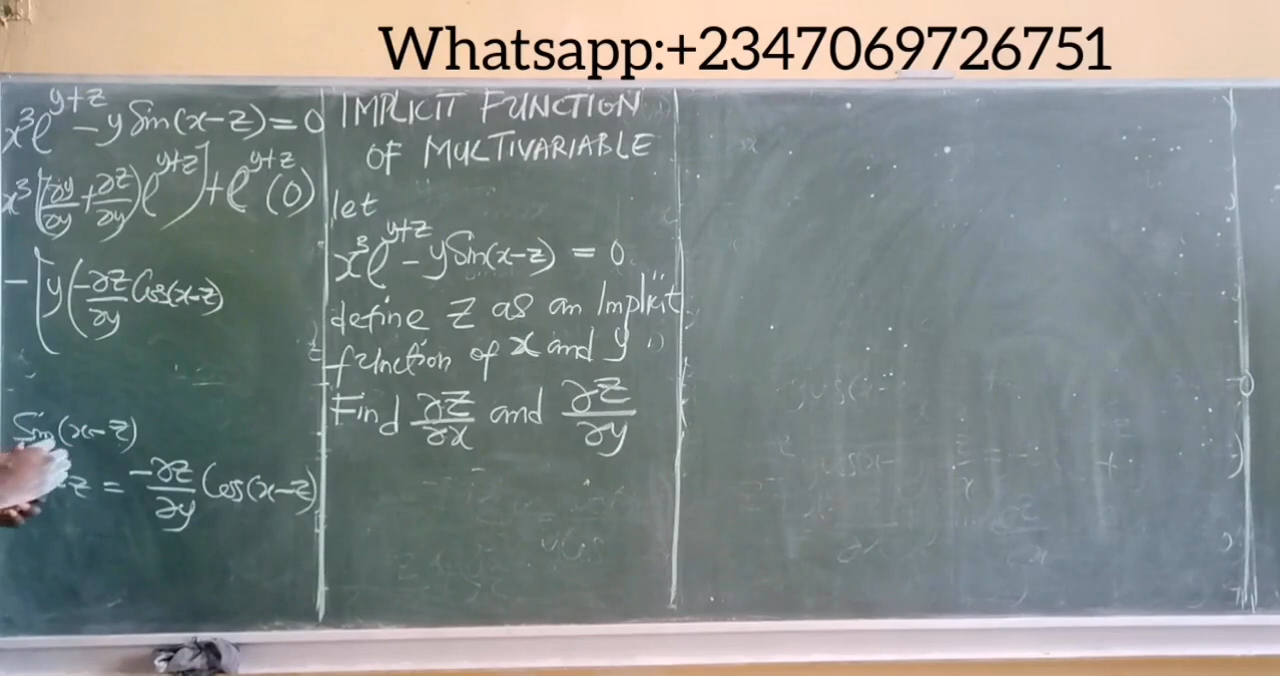 Whatsapp:+2347069726751
x³e^{y+z} - y Sin(x-z) = 0
x³[(∂y/∂y + ∂z/∂y)e^{y+z}] + e^{y+z}(0)
- [y(-∂z/∂y Cos(x-z)
Sin(x-z)
z = -∂z/∂y Cos(x-z)
IMPLICIT FUNCTION
OF MULTIVARIABLE
let
x³e^{y+z} - y Sin(x-z) = 0
define Z as an Implicit
function of x and y
Find ∂z/∂x and ∂z/∂y